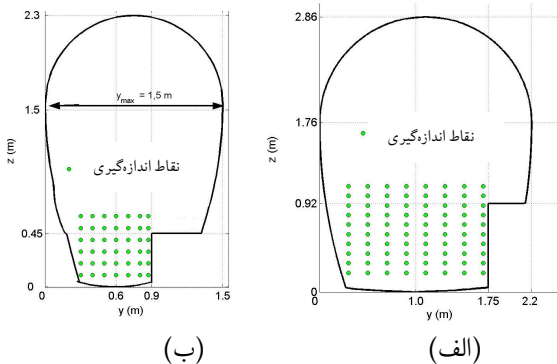 2.3
1.5
0.45
0
z (m)
y_max = 1,5 m
نقاط اندازه‌گیری
0 0.6 0.9 1.5
y (m)
(ب)
2.86
1.76
0.92
0
z (m)
نقاط اندازه‌گیری
0 1.0 1.75 2.2
y (m)
(الف)